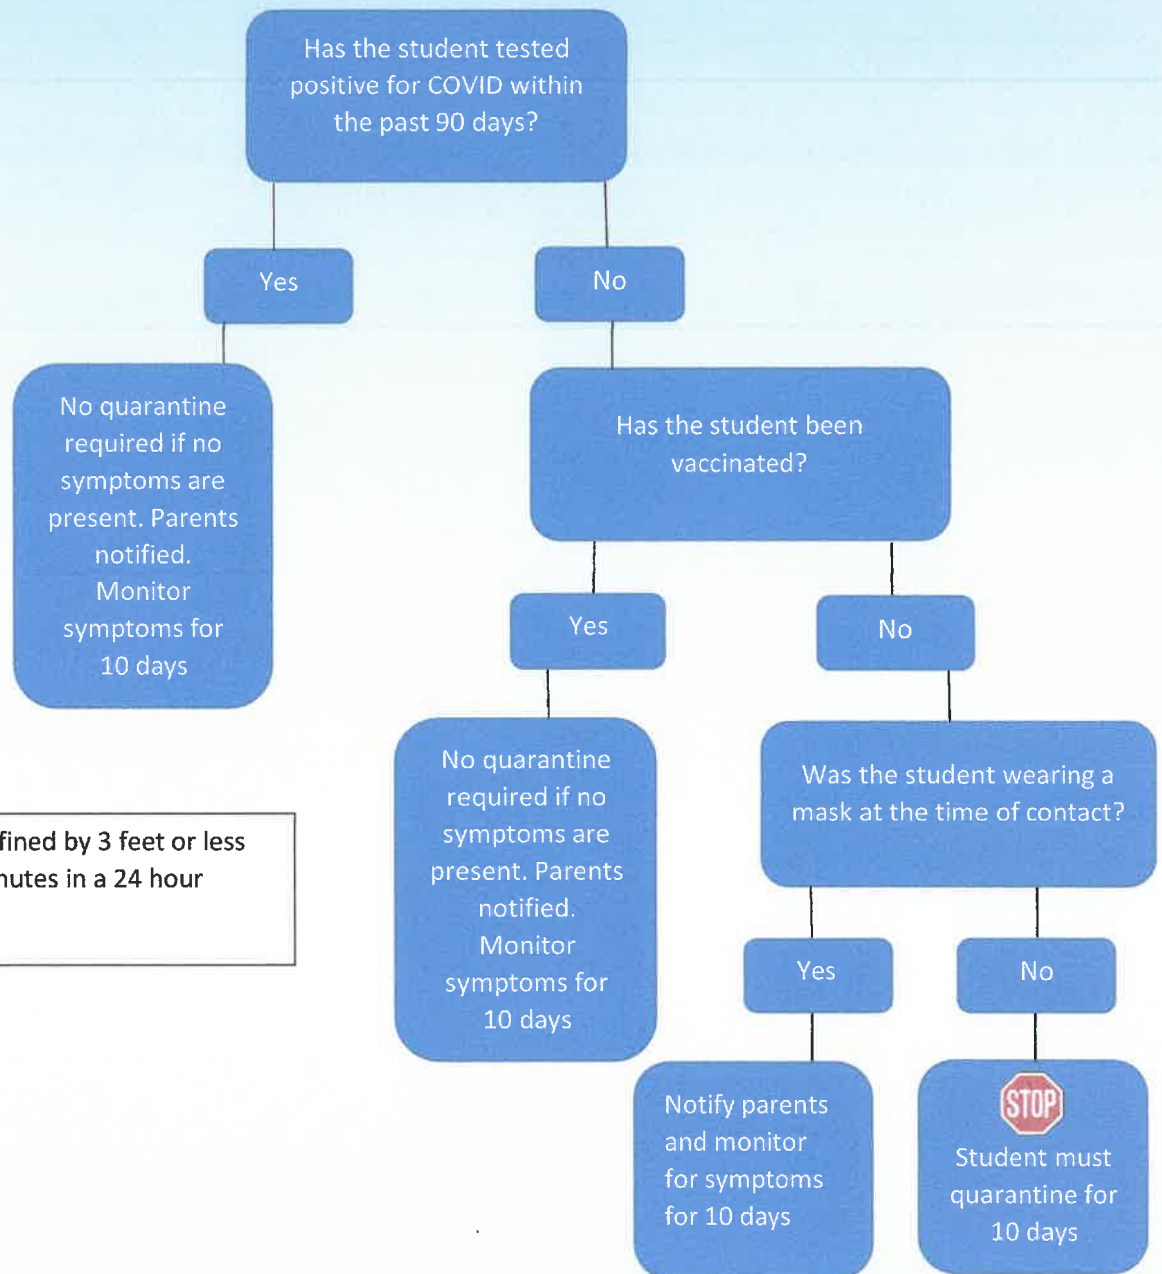 Has the student tested
positive for COVID within
the past 90 days?
Yes
No
No quarantine
required if no
symptoms are
present. Parents
notified.
Monitor
symptoms for
10 days
Has the student been
vaccinated?
Yes
No
No quarantine
required if no
symptoms are
present. Parents
notified.
Monitor
symptoms for
10 days
Was the student wearing a
mask at the time of contact?
fined by 3 feet or less
nutes in a 24 hour
Yes
No
Notify parents
and monitor
for symptoms
for 10 days
STOP
Student must
quarantine for
10 days